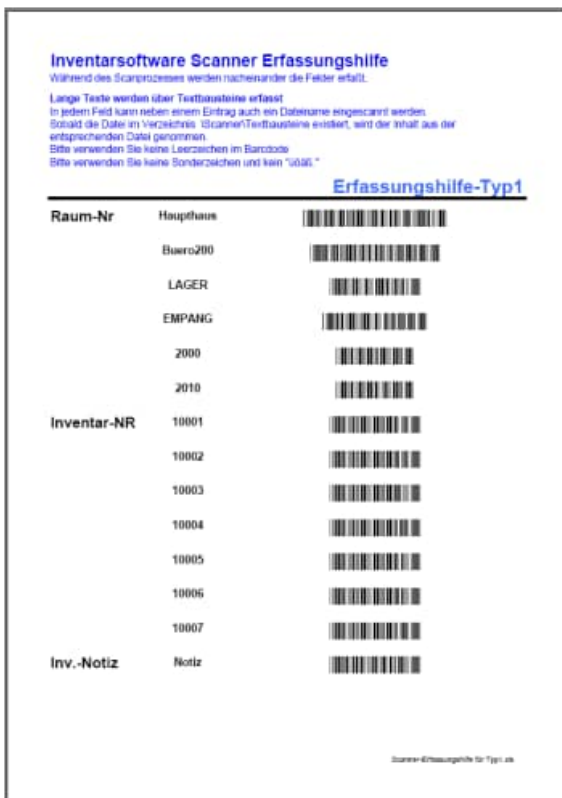 Inventarsoftware Scanner Erfassungshilfe
Während des Scanprozesses werden nacheinander die Felder erfaßt.
Lange Texte werden über Textbausteine erfasst
In jedem Feld kann neben einem Eintrag auch ein Dateiname eingescannt werden.
Sobald die Datei im Verzeichnis \Scanner\Textbausteine existiert, wird der Inhalt aus der
entsprechenden Datei genommen.
Bitte verwenden Sie keine Leerzeichen im Barcode
Bitte verwenden Sie keine Sonderzeichen und kein "üöäß."
Erfassungshilfe-Typ1
Raum-Nr Haupthaus
Buero200
LAGER
EMPANG
2000
2010
Inventar-NR 10001
10002
10003
10004
10005
10006
10007
Inv.-Notiz Notiz
Scanner-Erfassungshilfe für Typ1